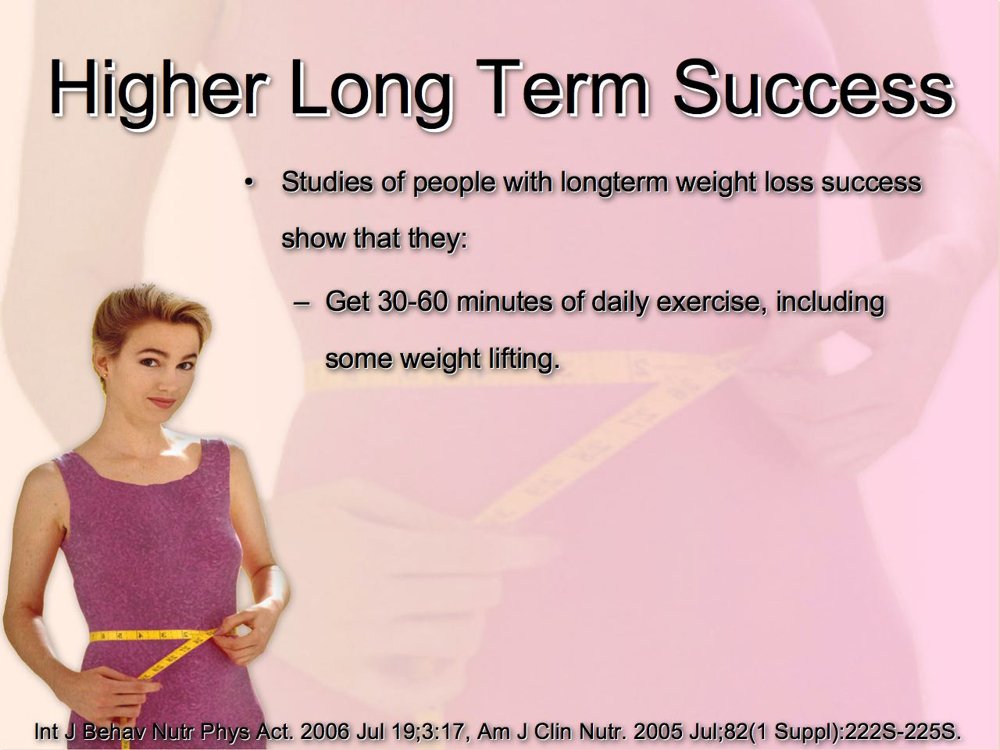 Higher Long Term Success
• Studies of people with longterm weight loss success
show that they:
– Get 30-60 minutes of daily exercise, including
some weight lifting.
Int J Behav Nutr Phys Act. 2006 Jul 19;3:17, Am J Clin Nutr. 2005 Jul;82(1 Suppl):222S-225S.